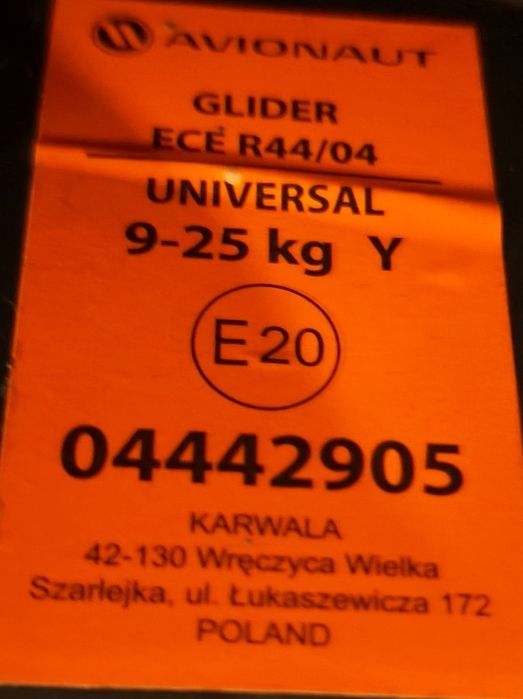 AVIONAUT
GLIDER
ECE R44/04
UNIVERSAL
9-25 kg Y
E20
04442905
KARWALA
42-130 Wręczyca Wielka
Szarlejka, ul. Łukaszewicza 172
POLAND